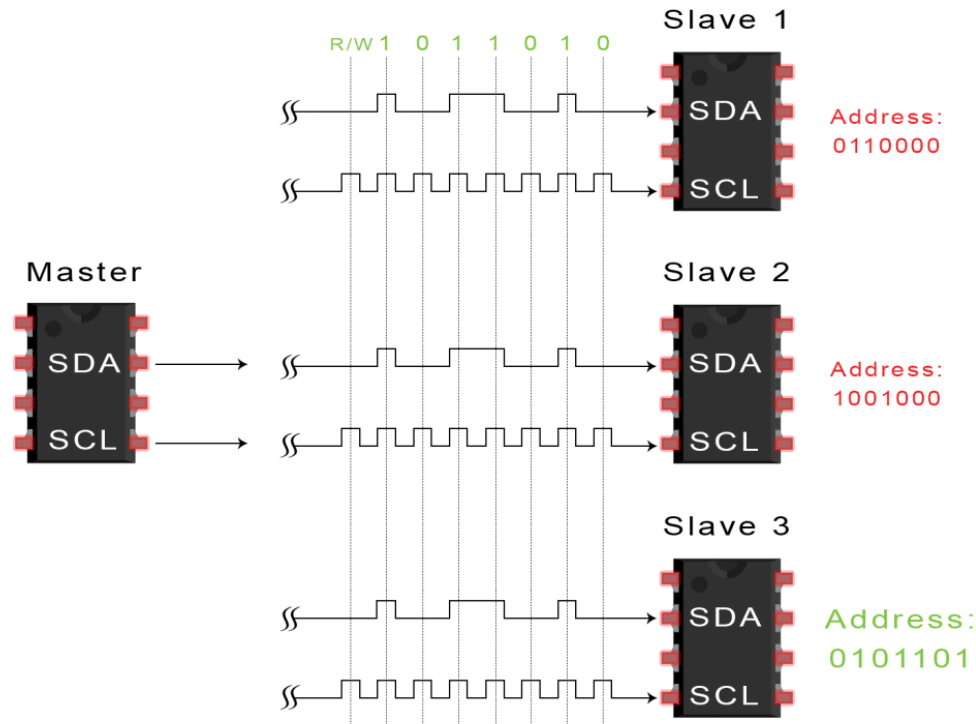 Slave 1
R/W 1 0 1 1 0 1 0
SDA
Address:
0110000
SCL
Master
Slave 2
SDA
SDA
Address:
1001000
SCL
SCL
Slave 3
SDA
Address:
0101101
SCL